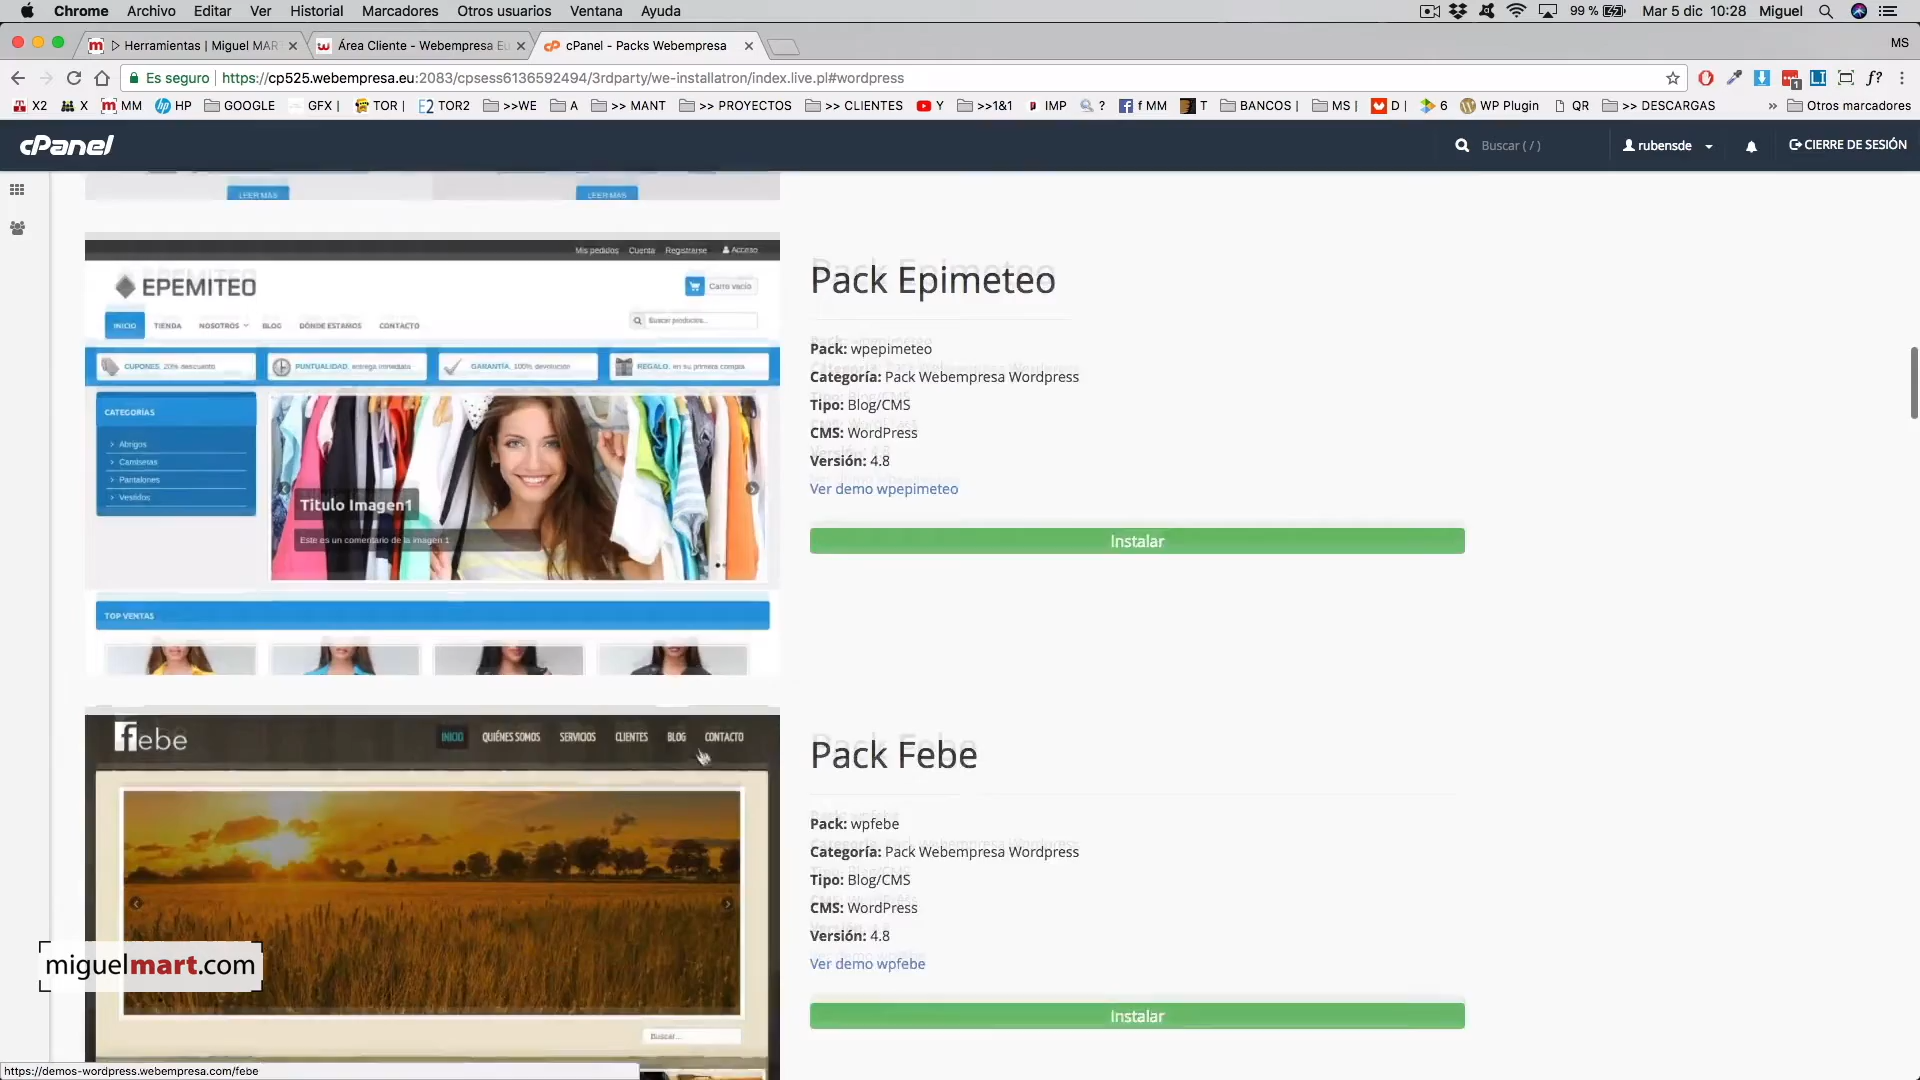 Chrome Archivo Editar Ver Historial Marcadores Otros usuarios Ventana Ayuda 99 % Mar 5 dic 10:28 Miguel
Herramientas | Miguel MAR Área Cliente - Webempresa Eu cPanel - Packs Webempresa MS
Es seguro https://cp525.webempresa.eu:2083/cpsess6136592494/3rdparty/we-installatron/index.live.pl#wordpress
X2 X MM HP GOOGLE GFX | TOR | TOR2 >>WE A >> MANT >> PROYECTOS >> CLIENTES Y >>1&1 IMP ? f MM T BANCOS | MS | D | 6 WP Plugin QR >> DESCARGAS » Otros marcadores
cPanel Buscar ( / ) rubensde CIERRE DE SESIÓN
LEER MÁS LEER MÁS
Mis pedidos Cuenta Registrarme Acceso
EPEMITEO Carro vacío
INICIO TIENDA NOSOTROS BLOG DÓNDE ESTAMOS CONTACTO Buscar productos...
CUPONES, 20% descuento PUNTUALIDAD, entrega inmediata GARANTÍA, 100% devolución REGALO, en su primera compra
CATEGORÍAS
Abrigos
Camisetas
Pantalones
Vestidos
Titulo Imagen1
Este es un comentario de la imagen 1
TOP VENTAS
Pack Epimeteo
Pack: wpepimeteo
Categoría: Pack Webempresa Wordpress
Tipo: Blog/CMS
CMS: WordPress
Versión: 4.8
Ver demo wpepimeteo
Instalar
febe INICIO QUIÉNES SOMOS SERVICIOS CLIENTES BLOG CONTACTO
Buscar...
Pack Febe
Pack: wpfebe
Categoría: Pack Webempresa Wordpress
Tipo: Blog/CMS
CMS: WordPress
Versión: 4.8
Ver demo wpfebe
Instalar
miguelmart.com
https://demos-wordpress.webempresa.com/febe